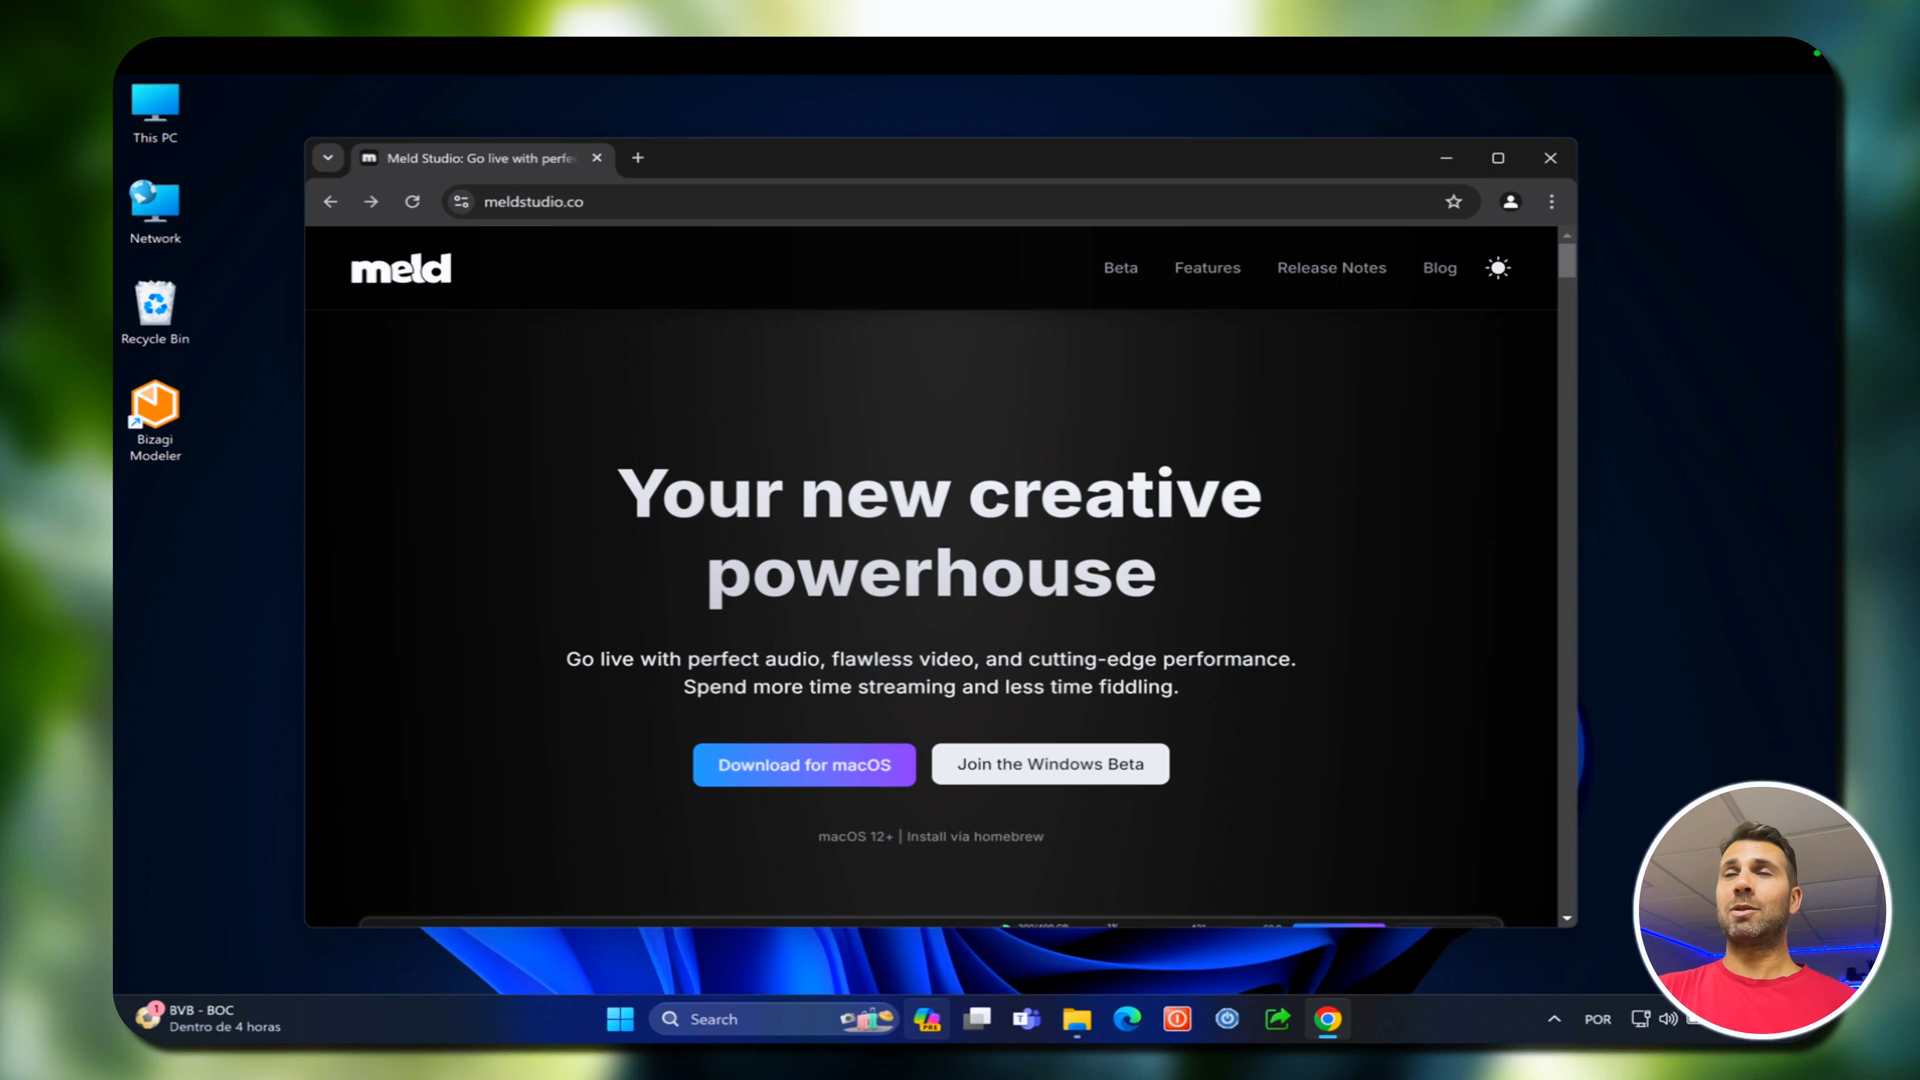 This PC
Network
Recycle Bin
Bizagi
Modeler
Meld Studio: Go live with perfe
meldstudio.co
meld
Beta
Features
Release Notes
Blog
Your new creative
powerhouse
Go live with perfect audio, flawless video, and cutting-edge performance.
Spend more time streaming and less time fiddling.
Download for macOS
Join the Windows Beta
macOS 12+ | Install via homebrew
1
BVB - BOC
Dentro de 4 horas
Search
PRE
POR